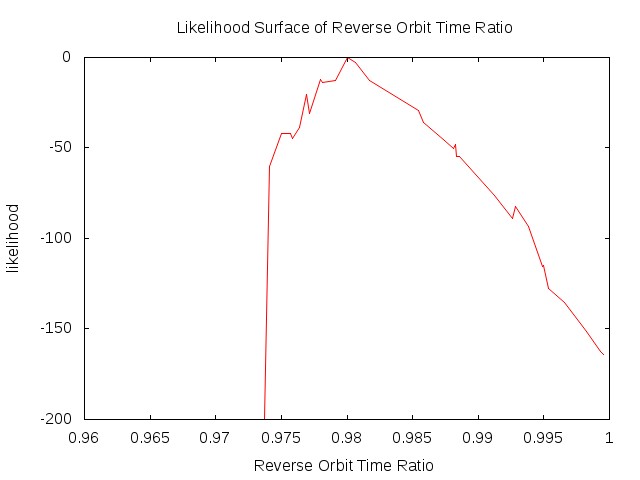 Likelihood Surface of Reverse Orbit Time Ratio
0
-50
-100
-150
-200
likelihood
0.96 0.965 0.97 0.975 0.98 0.985 0.99 0.995 1
Reverse Orbit Time Ratio